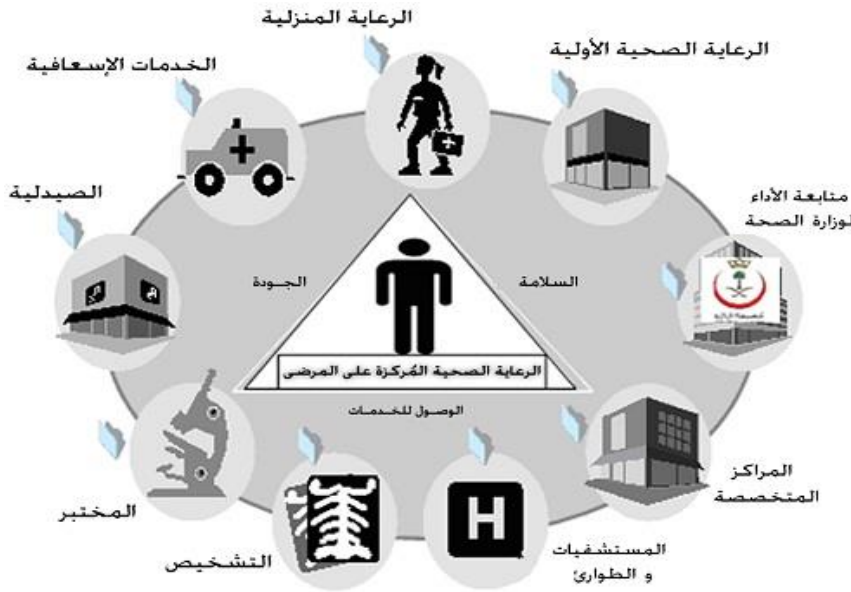 الرعاية المنزلية
الرعاية الصحية الأولية
الخدمات الإسعافية
متابعة الأداء
لوزارة الصحة
الصيدلية
الجــودة
السلامة
الرعاية الصحية المُركزة على المرضى
الوصول للخدمات
المراكز
المتخصصة
المختبر
التشخيص
H
المستشفيات
و الطوارئ